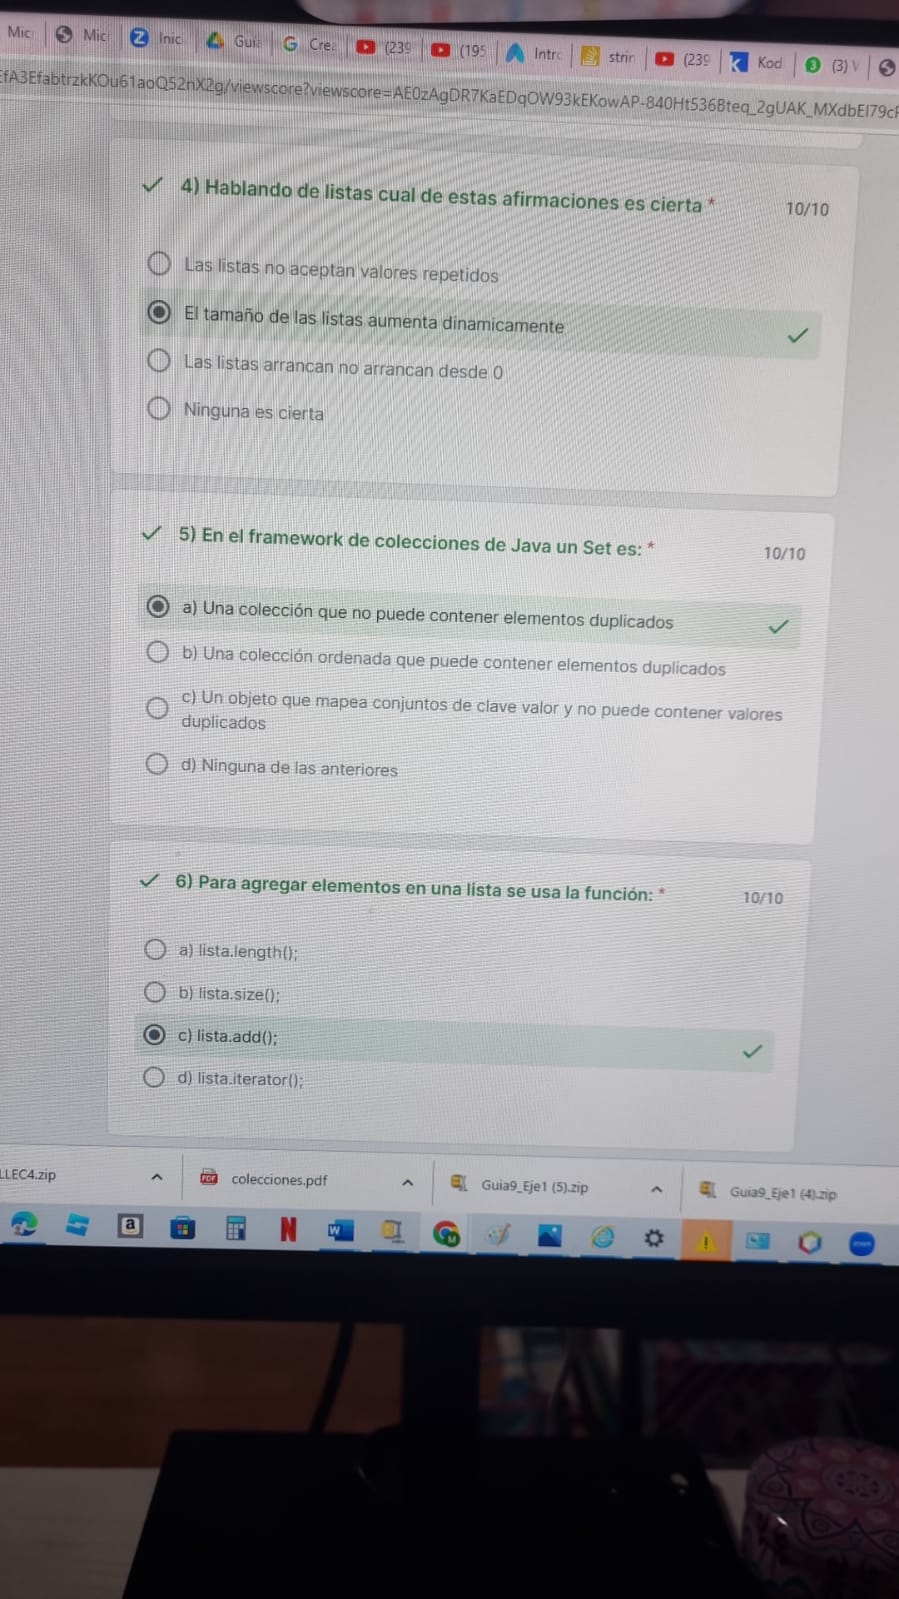 Mic Mic Inic Guia Crea (239 (195 Intro strin (239 Kod 3 (3)
EfA3EfabtrzkKOu61aoQ52nX2g/viewscore?viewscore=AE0zAgDR7KaEDqOW93kEKowAP-840Ht536Bteq_2gUAK_MXdbEI79cF
4) Hablando de listas cual de estas afirmaciones es cierta * 10/10
Las listas no aceptan valores repetidos
El tamaño de las listas aumenta dinamicamente
Las listas arrancan no arrancan desde 0
Ninguna es cierta
5) En el framework de colecciones de Java un Set es: * 10/10
a) Una colección que no puede contener elementos duplicados
b) Una colección ordenada que puede contener elementos duplicados
c) Un objeto que mapea conjuntos de clave valor y no puede contener valores
duplicados
d) Ninguna de las anteriores
6) Para agregar elementos en una lista se usa la función: * 10/10
a) lista.length();
b) lista.size();
c) lista.add();
d) lista.iterator();
LLEC4.zip colecciones.pdf Guia9_Eje1 (5).zip Guia9_Eje1 (4).zip